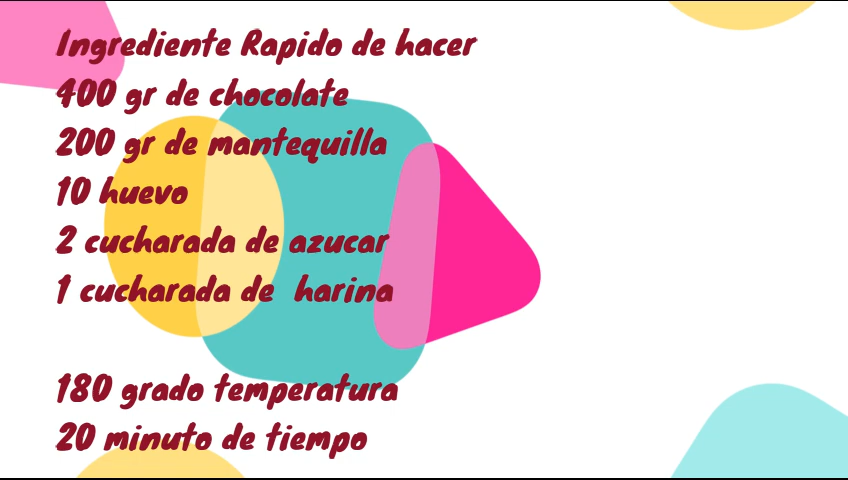 Ingrediente Rapido de hacer
400 gr de chocolate
200 gr de mantequilla
10 huevo
2 cucharada de azucar
1 cucharada de harina
180 grado temperatura
20 minuto de tiempo